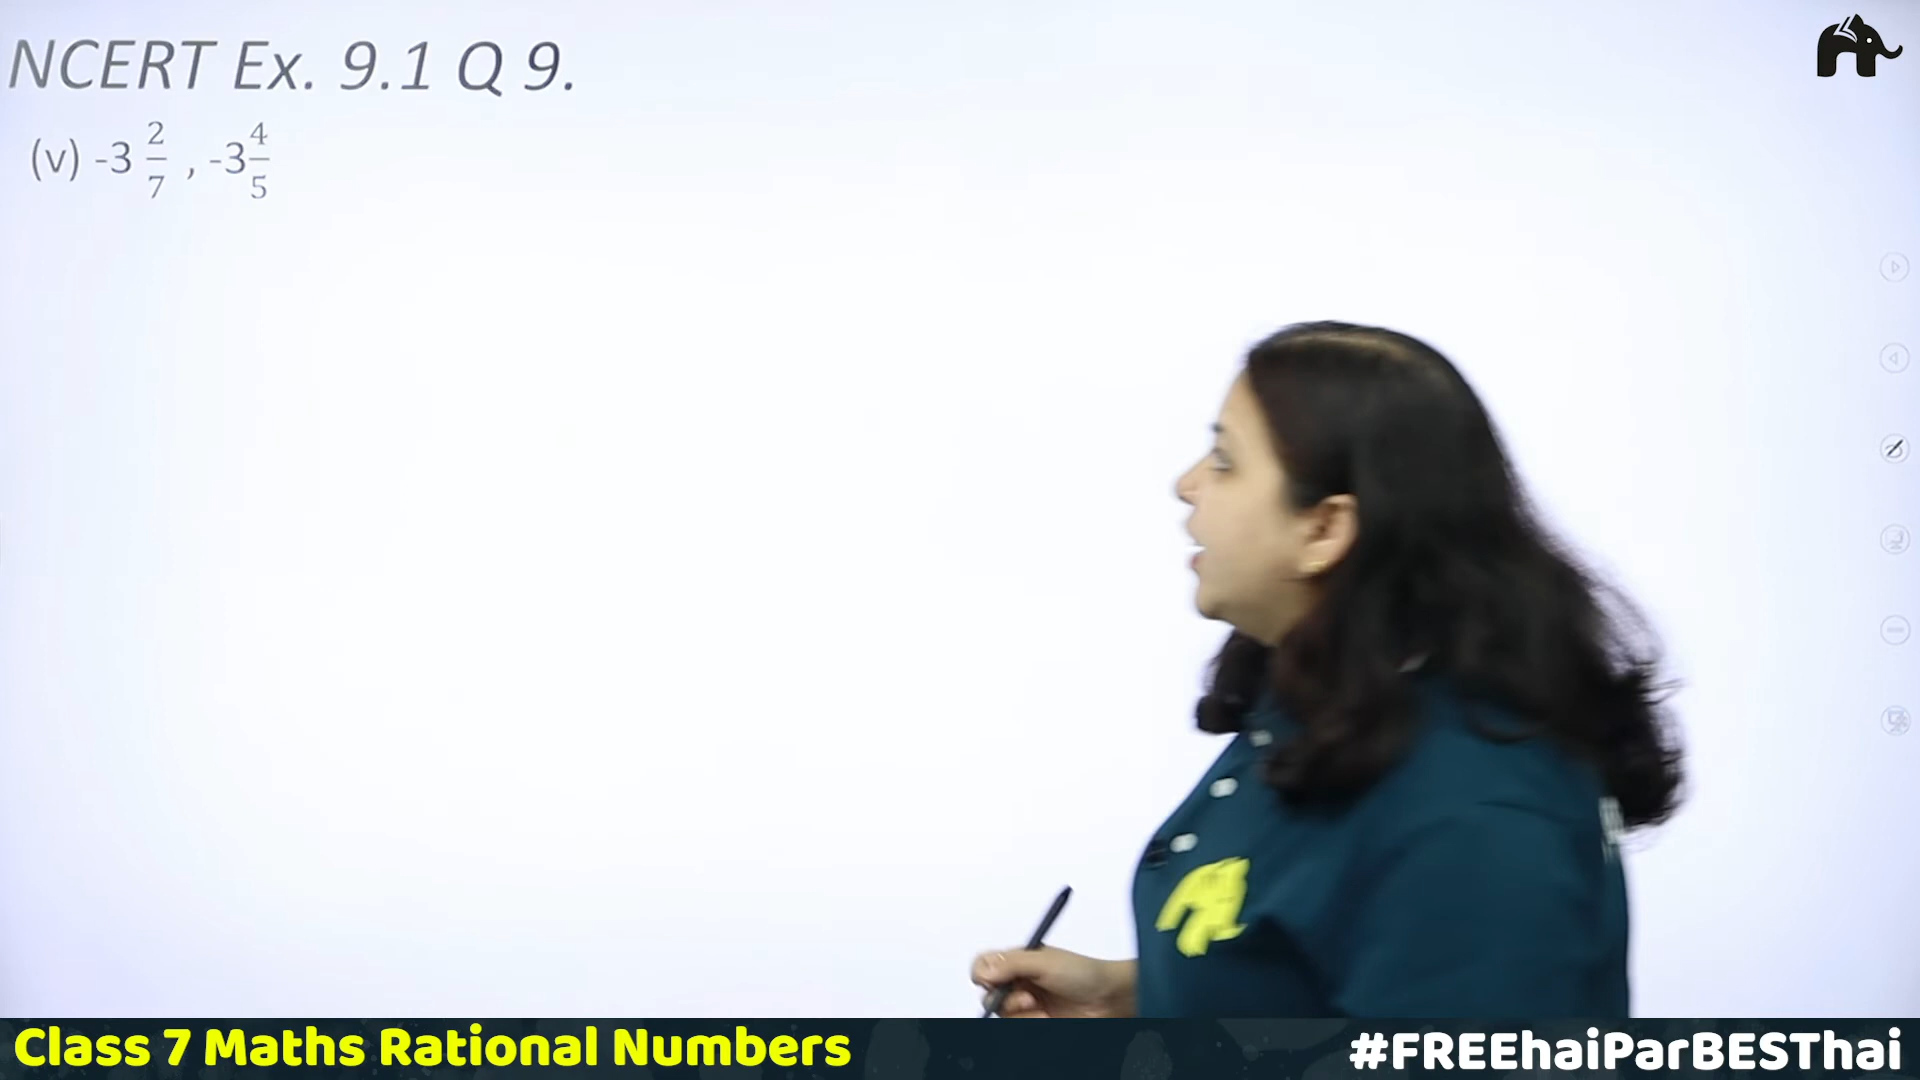 NCERT Ex. 9.1 Q 9.
(v) -3 2/7 , -3 4/5
Class 7 Maths Rational Numbers
#FREEhaiParBESThai